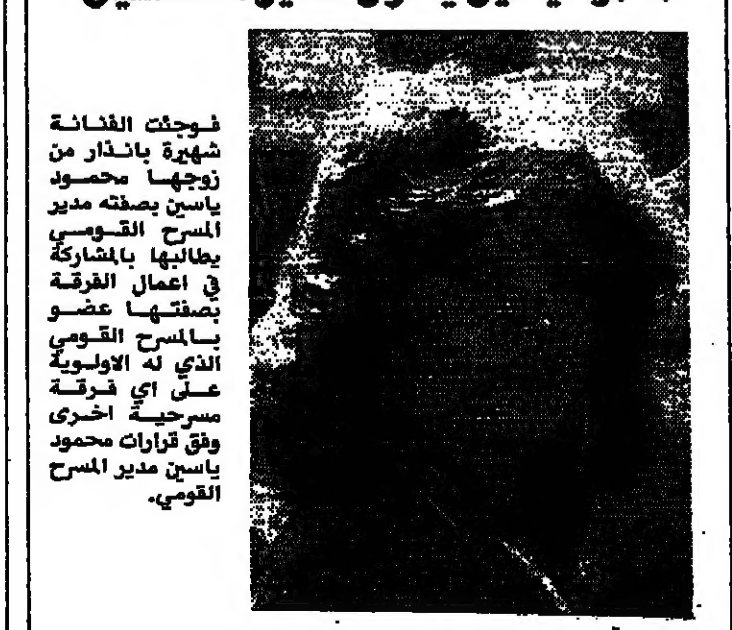 فوجئت الفنانة
شهيرة بانذار من
زوجها محمود
ياسين بصفته مدير
المسرح القومي
يطالبها بالمشاركة
في اعمال الفرقة
بصفتها عضو
بالمسرح القومي
الذي له الاولوية
على اي فرقة
مسرحية اخرى
وفق قرارات محمود
ياسين مدير المسرح
القومي.